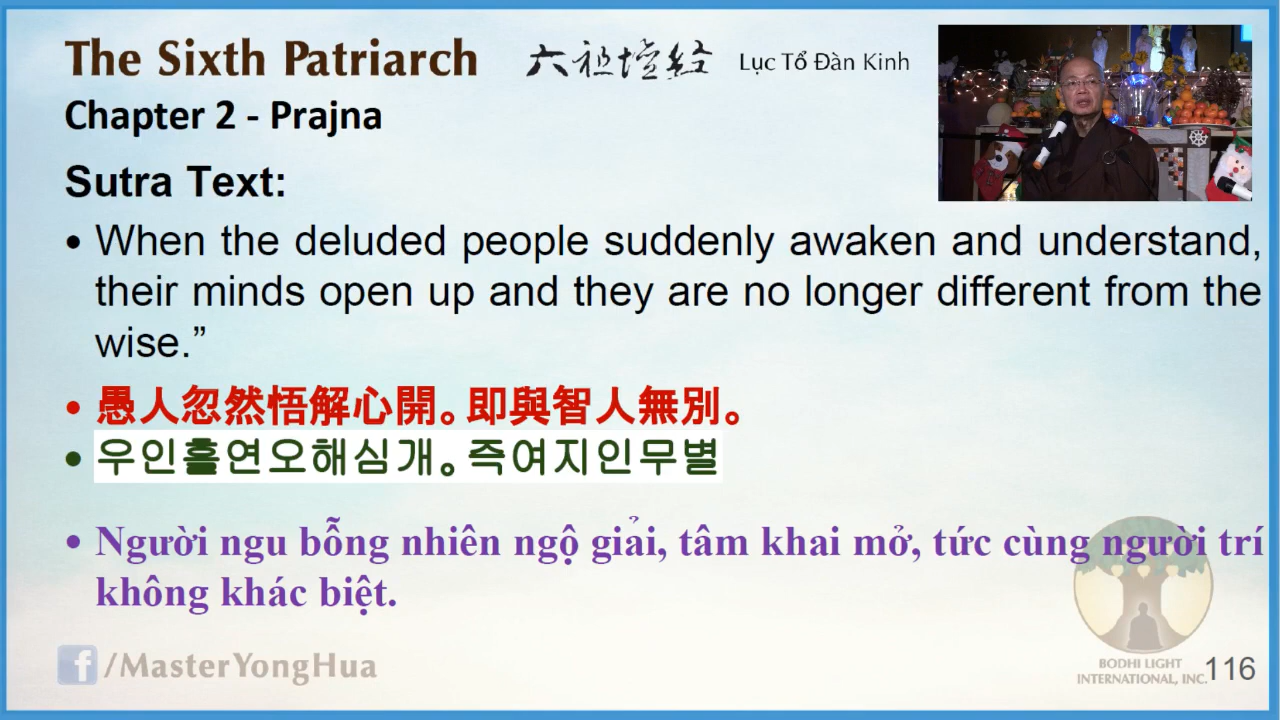 The Sixth Patriarch 六祖壇经 Lục Tổ Đàn Kinh
Chapter 2 - Prajna
Sutra Text:
• When the deluded people suddenly awaken and understand,
their minds open up and they are no longer different from the
wise.”
• 愚人忽然悟解心開。即與智人無別。
• 우인홀연오해심개。즉여지인무별
• Người ngu bỗng nhiên ngộ giải, tâm khai mở, tức cùng người trí
không khác biệt.
f/MasterYongHua
BODHI LIGHT
INTERNATIONAL, INC.
116